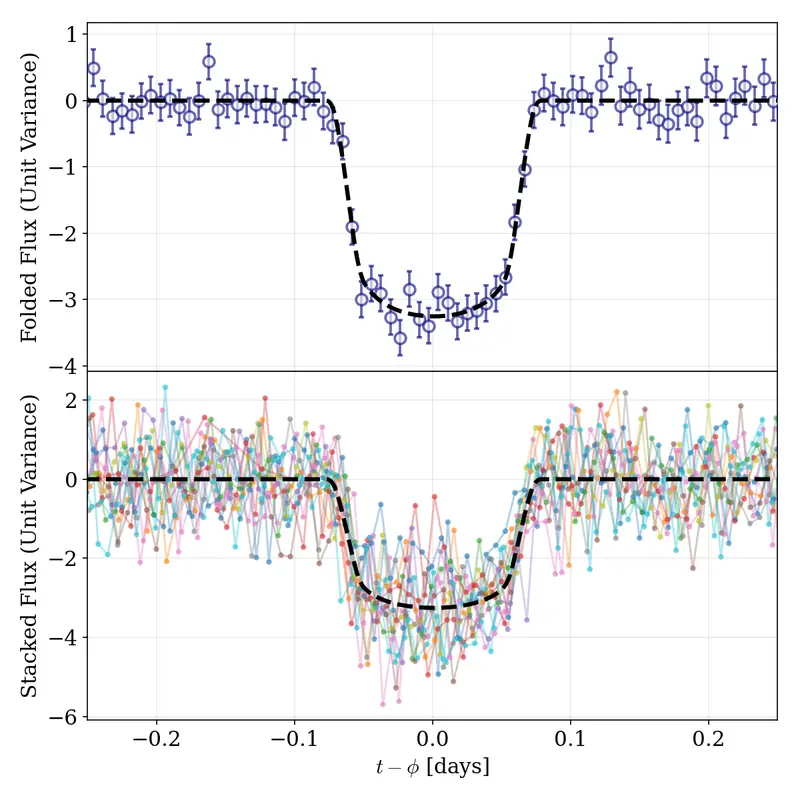 Folded Flux (Unit Variance)
1
0
−1
−2
−3
−4
Stacked Flux (Unit Variance)
2
0
−2
−4
−6
−0.2 −0.1 0.0 0.1 0.2
t − ϕ [days]